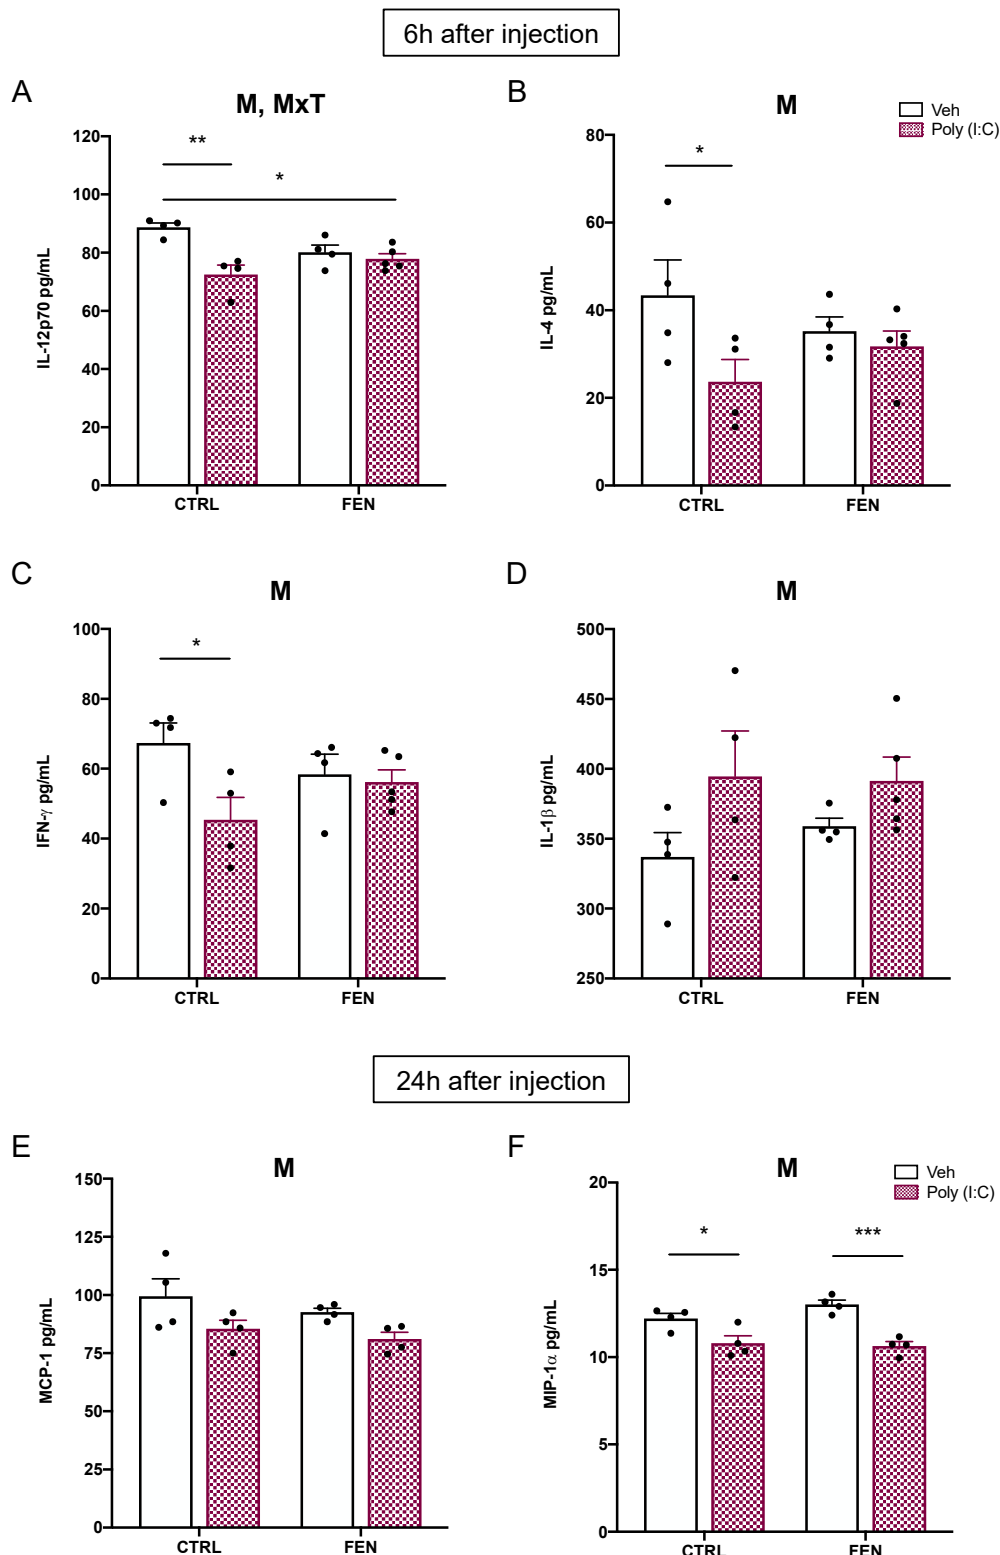 6h after injection
A
M, MxT
IL-12p70 pg/mL
120
100
80
60
40
20
0
**
*
CTRL
FEN
B
M
Veh
Poly (I:C)
IL-4 pg/mL
80
60
40
20
0
*
CTRL
FEN
C
M
IFN-γ pg/mL
100
80
60
40
20
0
*
CTRL
FEN
D
M
IL-1β pg/mL
500
450
400
350
300
250
CTRL
FEN
24h after injection
E
M
MCP-1 pg/mL
150
125
100
75
50
25
0
CTRL
FEN
F
M
Veh
Poly (I:C)
MIP-1α pg/mL
20
15
10
5
0
*
***
CTRL
FEN